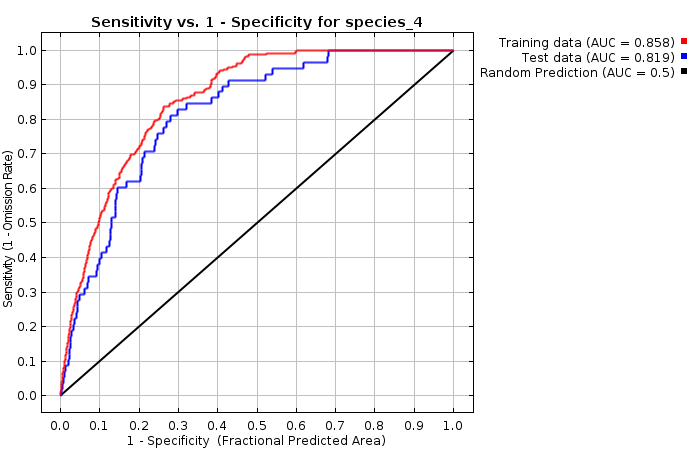 Sensitivity vs. 1 - Specificity for species_4
Training data (AUC = 0.858)
Test data (AUC = 0.819)
Random Prediction (AUC = 0.5)
Sensitivity (1 - Omission Rate)
1.0
0.9
0.8
0.7
0.6
0.5
0.4
0.3
0.2
0.1
0.0
0.0 0.1 0.2 0.3 0.4 0.5 0.6 0.7 0.8 0.9 1.0
1 - Specificity (Fractional Predicted Area)